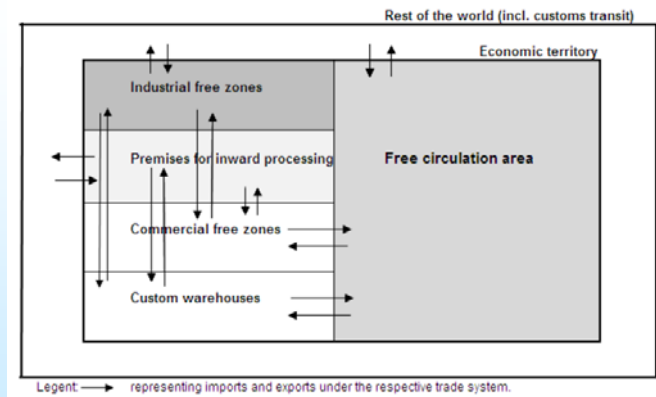 Rest of the world (incl. customs transit)
Economic territory
Industrial free zones
Premises for inward processing
Free circulation area
Commercial free zones
Custom warehouses
Legent: representing imports and exports under the respective trade system.